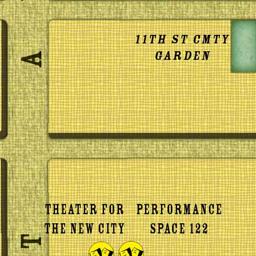 11TH ST CMTY
GARDEN
A
THEATER FOR
THE NEW CITY
PERFORMANCE
SPACE 122
T